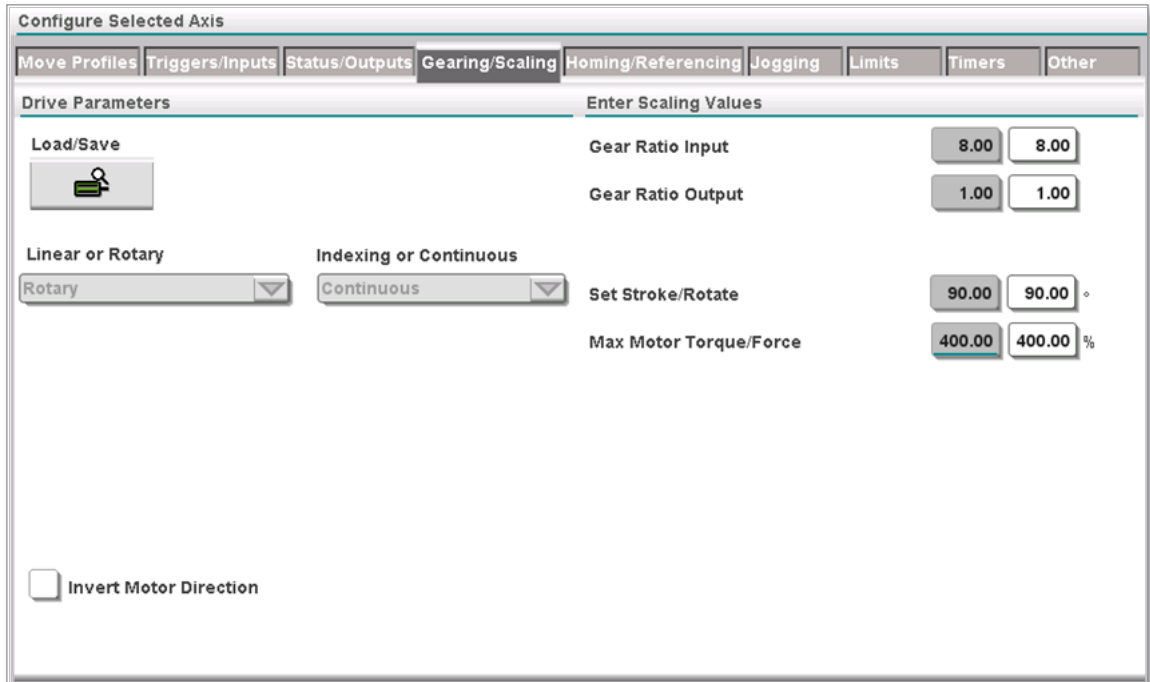 Configure Selected Axis
Move Profiles Triggers/Inputs Status/Outputs Gearing/Scaling Homing/Referencing Jogging Limits Timers Other
Drive Parameters
Enter Scaling Values
Load/Save
Gear Ratio Input 8.00 8.00
Gear Ratio Output 1.00 1.00
Linear or Rotary
Indexing or Continuous
Rotary
Continuous
Set Stroke/Rotate 90.00 90.00 °
Max Motor Torque/Force 400.00 400.00 %
Invert Motor Direction